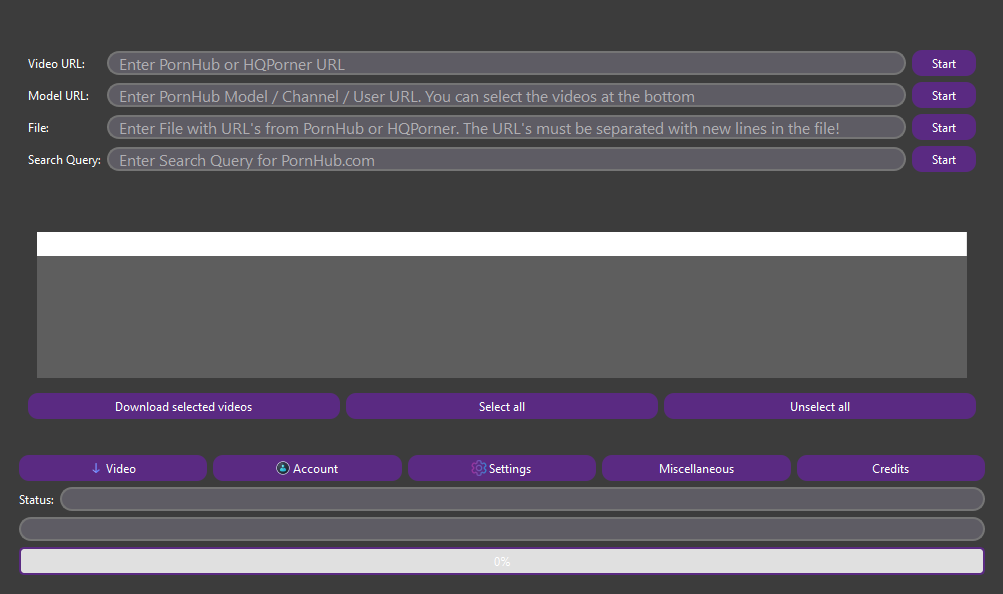 Video URL: Enter PornHub or HQPorner URL Start
Model URL: Enter PornHub Model / Channel / User URL. You can select the videos at the bottom Start
File: Enter File with URL's from PornHub or HQPorner. The URL's must be separated with new lines in the file! Start
Search Query: Enter Search Query for PornHub.com Start
Download selected videos Select all Unselect all
Video Account Settings Miscellaneous Credits
Status:
0%